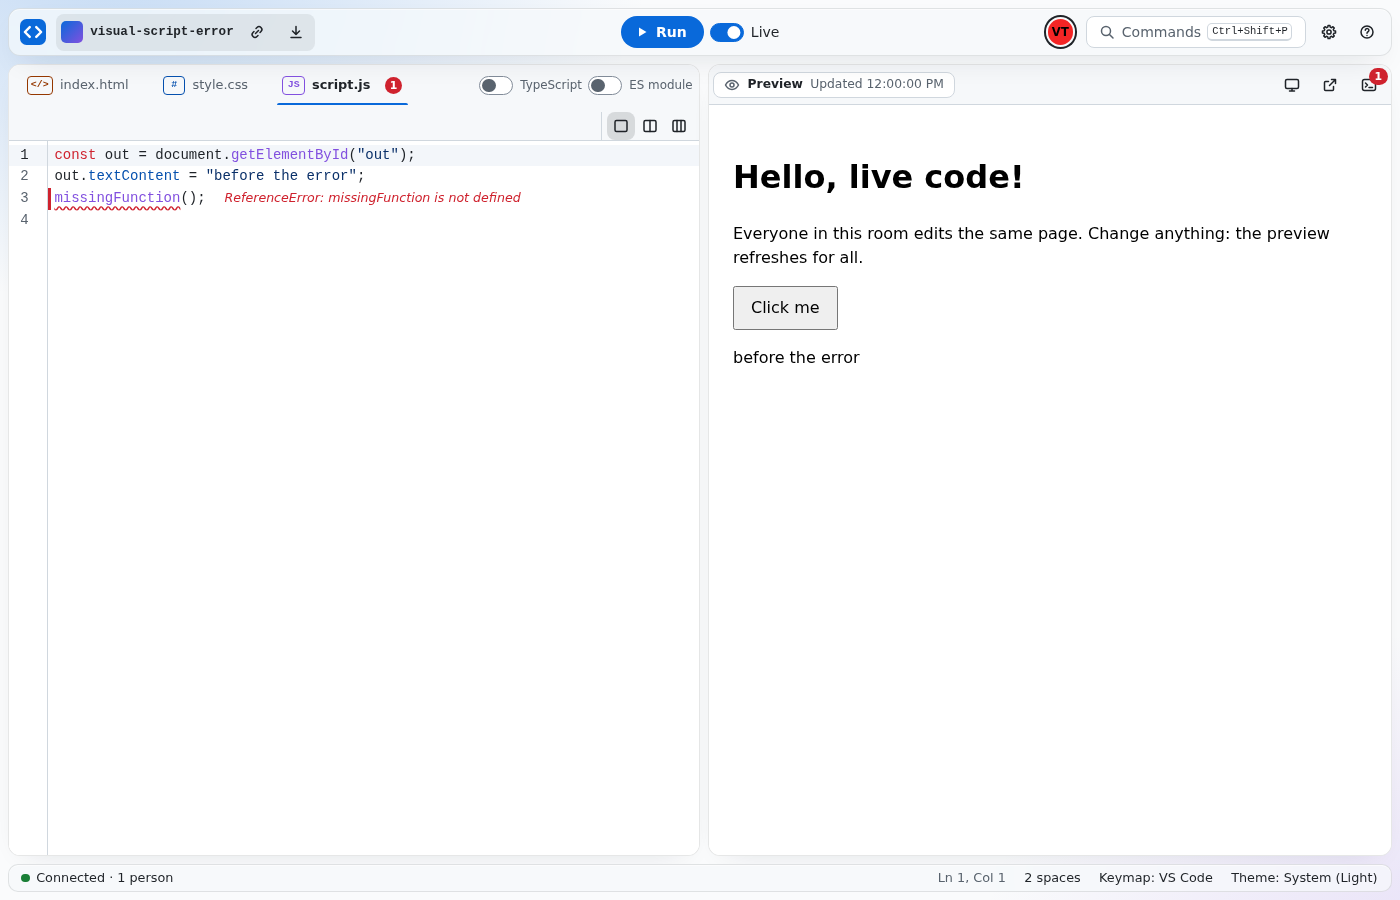 visual-script-error
Run
Live
VT
Commands
Ctrl+Shift+P
</> index.html
# style.css
JS script.js 1
TypeScript
ES module
1 const out = document.getElementById("out");
2 out.textContent = "before the error";
3 missingFunction(); ReferenceError: missingFunction is not defined
4
Preview Updated 12:00:00 PM
1
Hello, live code!
Everyone in this room edits the same page. Change anything: the preview
refreshes for all.
Click me
before the error
Connected · 1 person
Ln 1, Col 1
2 spaces
Keymap: VS Code
Theme: System (Light)